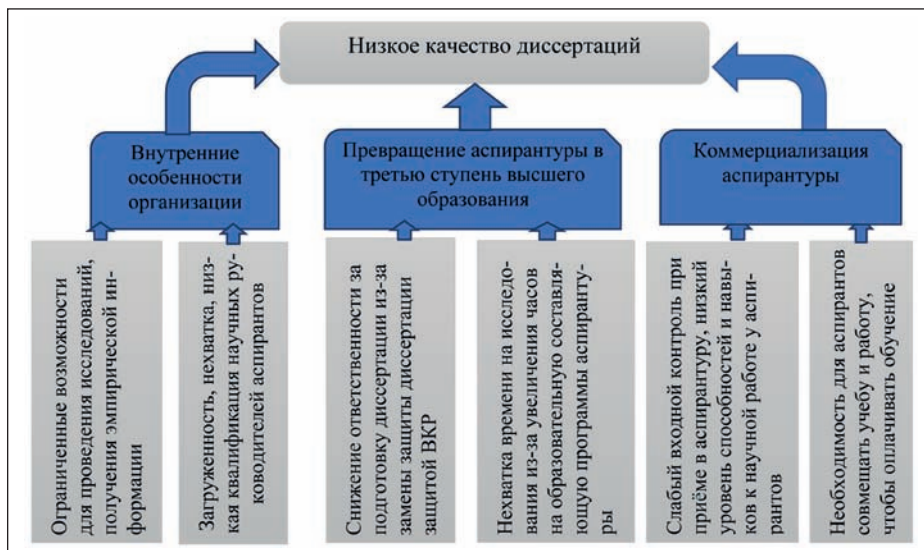 Низкое качество диссертаций
Внутренние
особенности
организации
Превращение аспирантуры в
третью ступень высшего
образования
Коммерциализация
аспирантуры
Ограниченные возможности
для проведения исследований,
получения эмпирической ин-
формации
Загруженность, нехватка, низ-
кая квалификация научных ру-
ководителей аспирантов
Снижение ответственности за
подготовку диссертации из-за
замены защиты диссертации
защитой ВКР
Нехватка времени на исследо-
вания из-за увеличения часов
на образовательную составля-
ющую программы аспиранту-
ры
Слабый входной контроль при
приёме в аспирантуру, низкий
уровень способностей и навы-
ков к научной работе у аспи-
рантов
Необходимость для аспирантов
совмещать учебу и работу,
чтобы оплачивать обучение